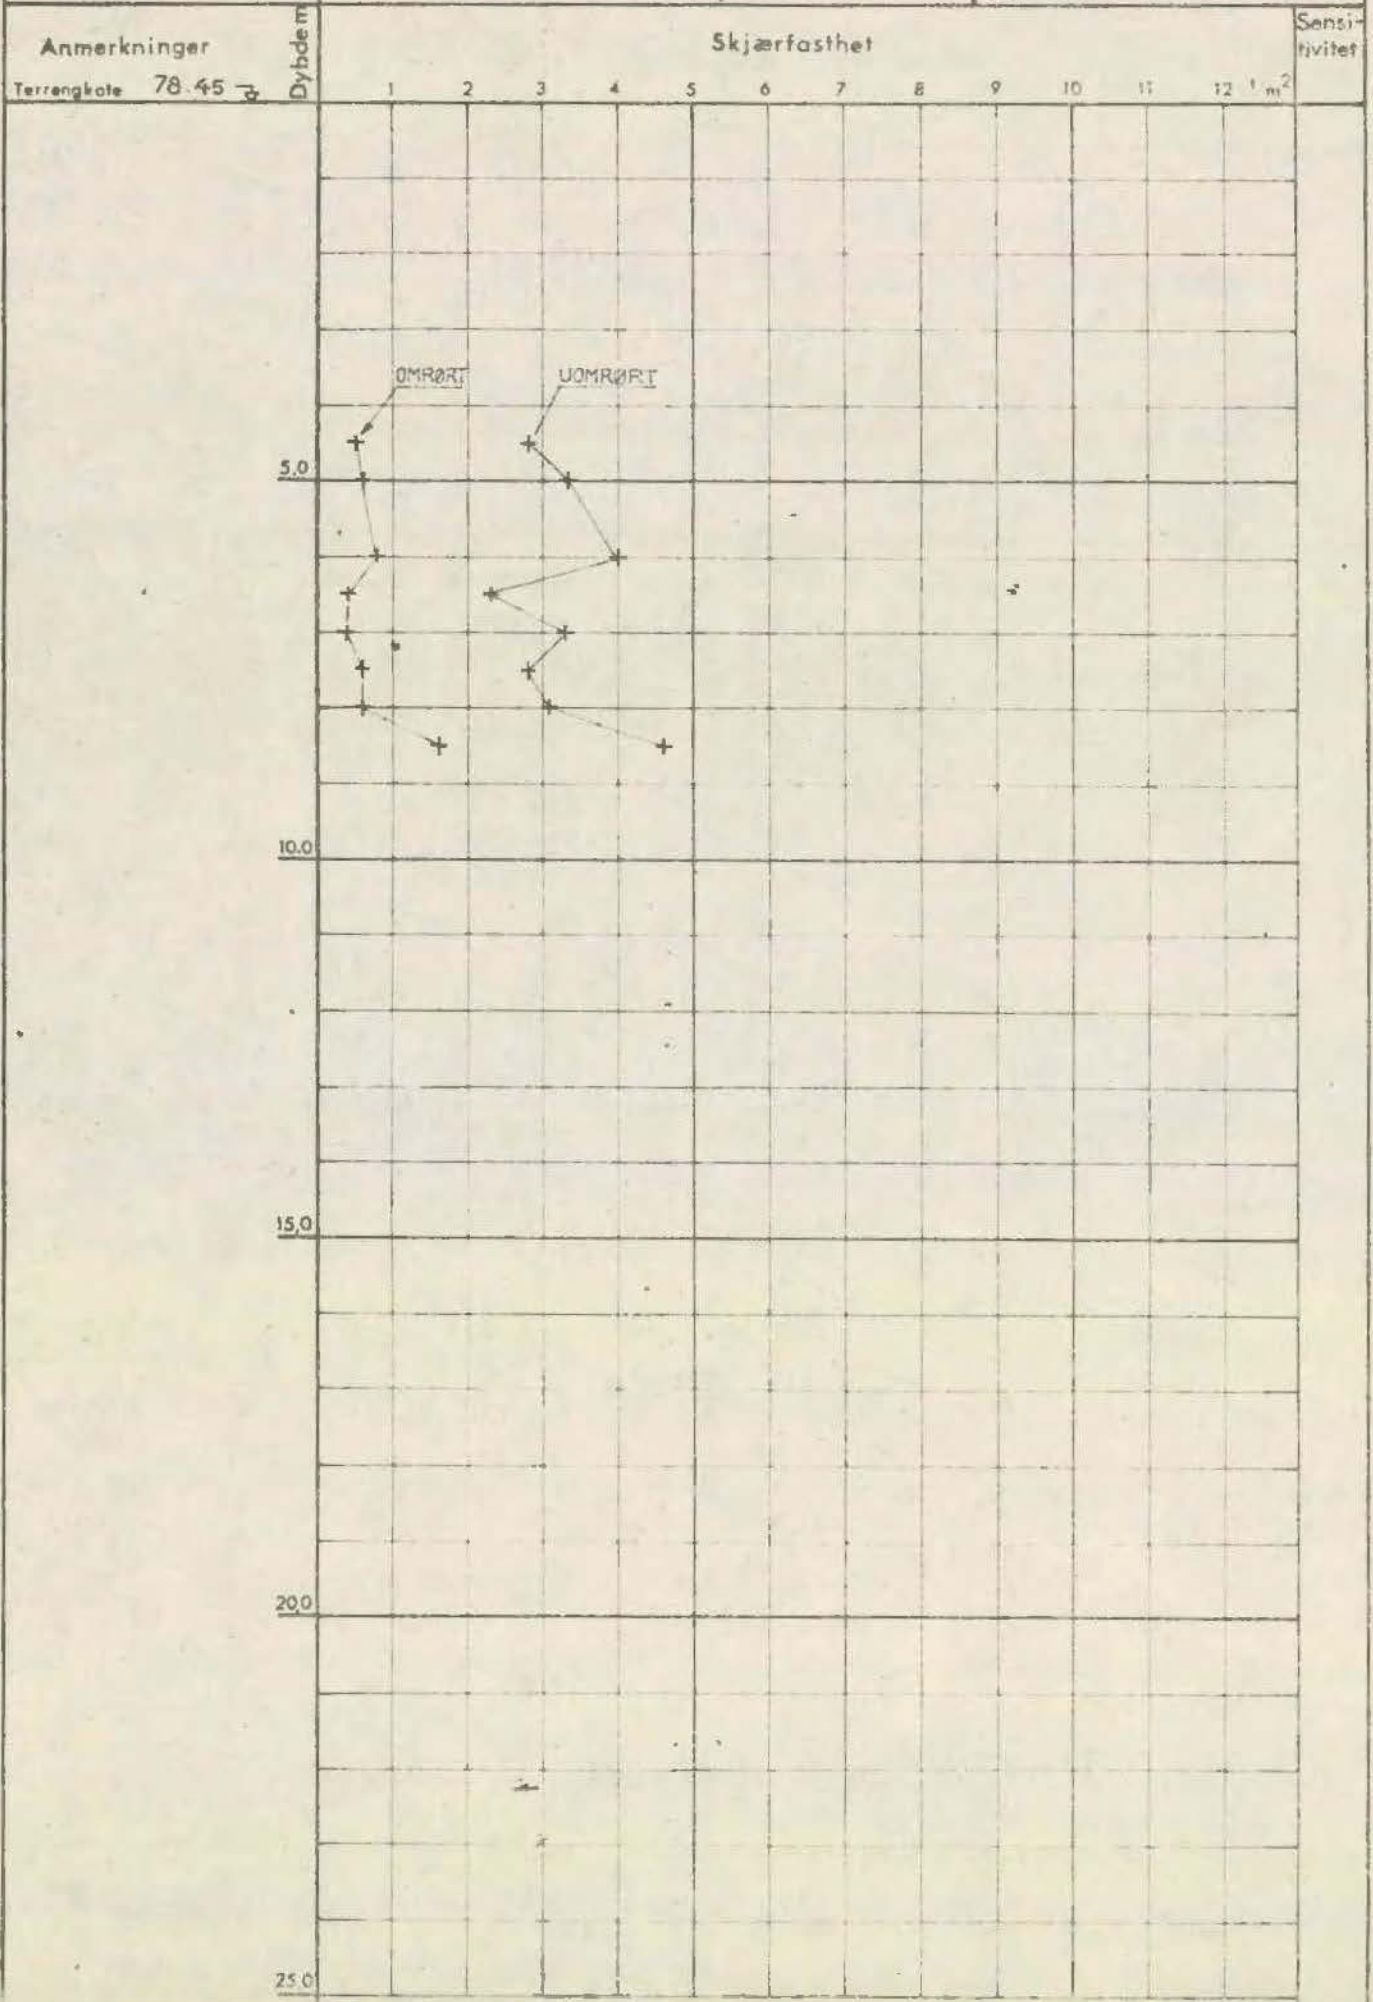 Anmerkninger
Terrengkote 78.45
Dybde m
Skjærfasthet
Sensi-
tivitet
1 2 3 4 5 6 7 8 9 10 11 12 t m²
OMRØRT
UOMRØRT
5.0
10.0
15,0
20,0
25.0